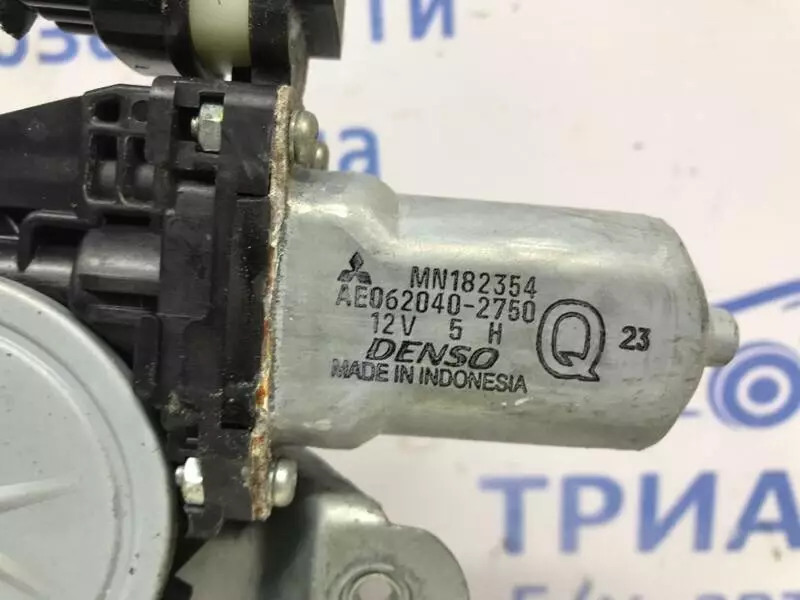 MN182354
AE062040-2750
12V 5 H
DENSO
MADE IN INDONESIA
Q 23
ТРИА